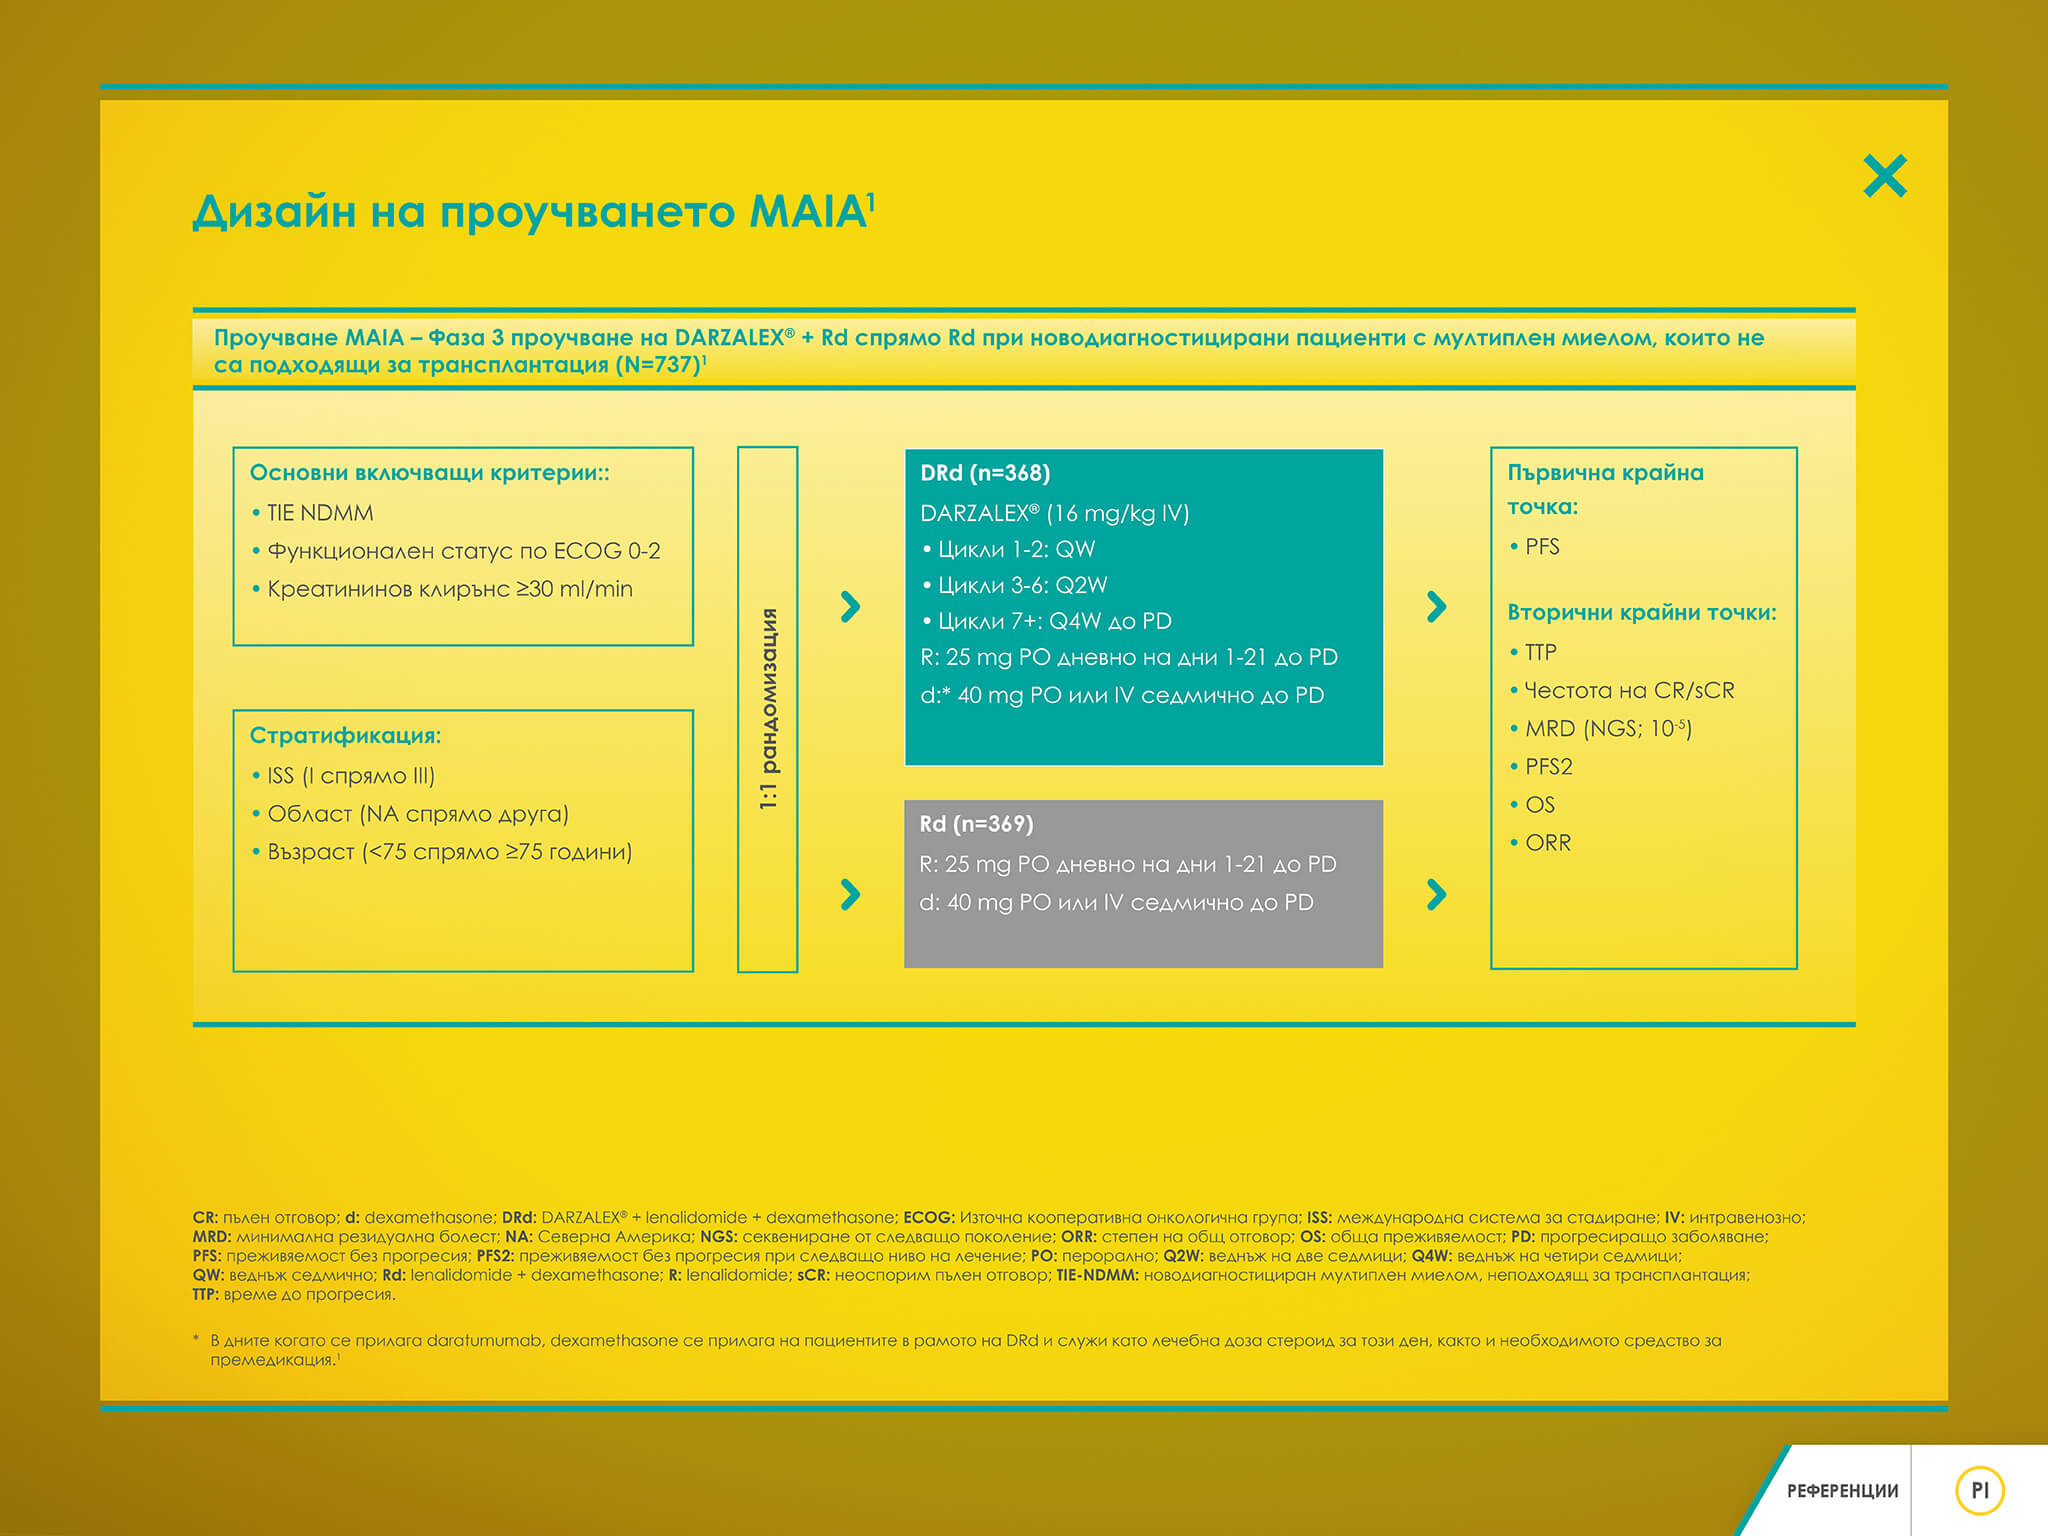 Дизайн на проучването MAIA¹
Проучване MAIA – Фаза 3 проучване на DARZALEX® + Rd спрямо Rd при новодиагностицирани пациенти с мултиплен миелом, които не
са подходящи за трансплантация (N=737)¹
Основни включващи критерии::
• TIE NDMM
• Функционален статус по ECOG 0-2
• Креатининов клирънс ≥30 ml/min
Стратификация:
• ISS (I спрямо III)
• Област (NA спрямо друга)
• Възраст (<75 спрямо ≥75 години)
1:1 рандомизация
DRd (n=368)
DARZALEX® (16 mg/kg IV)
• Цикли 1-2: QW
• Цикли 3-6: Q2W
• Цикли 7+: Q4W до PD
R: 25 mg PO дневно на дни 1-21 до PD
d:* 40 mg PO или IV седмично до PD
Rd (n=369)
R: 25 mg PO дневно на дни 1-21 до PD
d: 40 mg PO или IV седмично до PD
Първична крайна
точка:
• PFS
Вторични крайни точки:
• TTP
• Честота на CR/sCR
• MRD (NGS; 10⁻⁵)
• PFS2
• OS
• ORR
CR: пълен отговор; d: dexamethasone; DRd: DARZALEX® + lenalidomide + dexamethasone; ECOG: Източна кооперативна онкологична група; ISS: международна система за стадиране; IV: интравенозно;
MRD: минимална резидуална болест; NA: Северна Америка; NGS: секвениране от следващо поколение; ORR: степен на общ отговор; OS: обща преживяемост; PD: прогресиращо заболяване;
PFS: преживяемост без прогресия; PFS2: преживяемост без прогресия при следващо ниво на лечение; PO: перорално; Q2W: веднъж на две седмици; Q4W: веднъж на четири седмици;
QW: веднъж седмично; Rd: lenalidomide + dexamethasone; R: lenalidomide; sCR: неоспорим пълен отговор; TIE-NDMM: новодиагностициран мултиплен миелом, неподходящ за трансплантация;
TTP: време до прогресия.
* В дните когато се прилага daratumumab, dexamethasone се прилага на пациентите в рамото на DRd и служи като лечебна доза стероид за този ден, както и необходимото средство за
премедикация.¹
РЕФЕРЕНЦИИ
PI